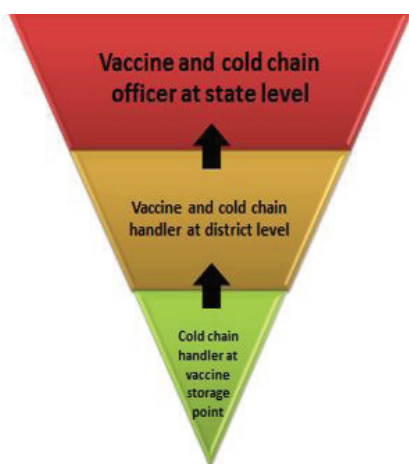 Vaccine and cold chain
officer at state level
Vaccine and cold chain
handler at district level
Cold chain
handler at
vaccine
storage
point